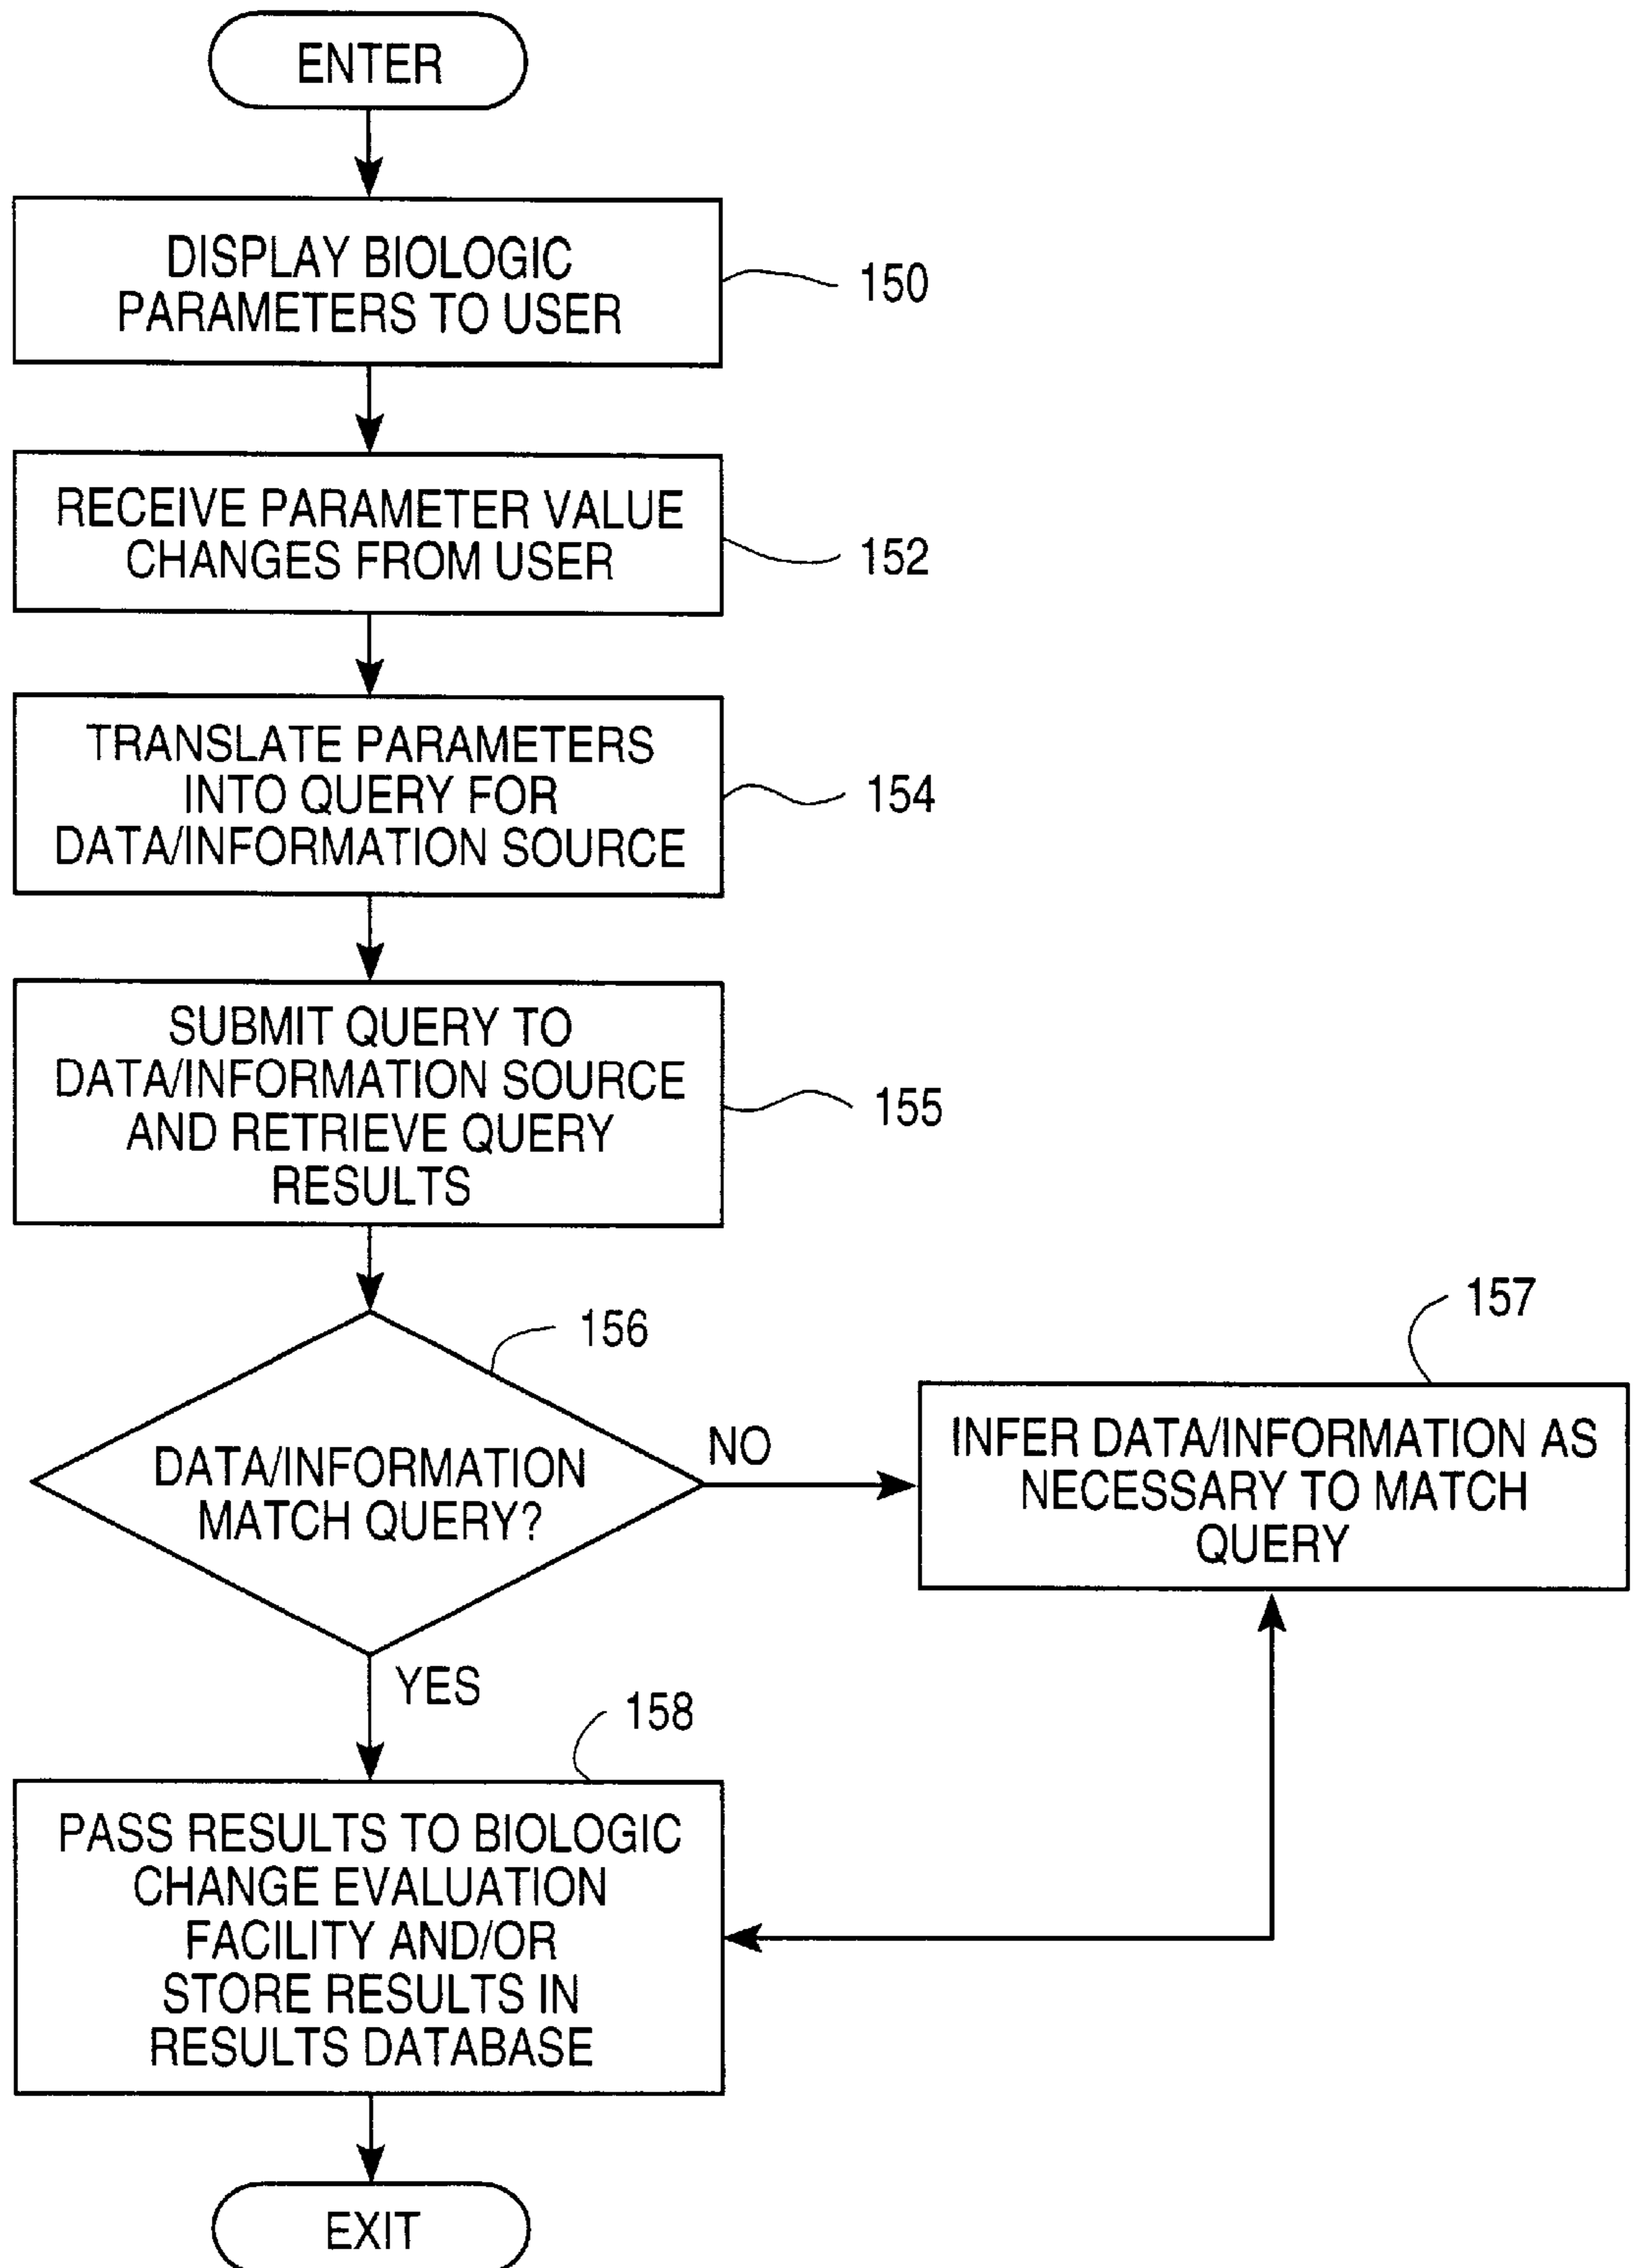 ENTER
DISPLAY BIOLOGIC
PARAMETERS TO USER
150
RECEIVE PARAMETER VALUE
CHANGES FROM USER
152
TRANSLATE PARAMETERS
INTO QUERY FOR
DATA/INFORMATION SOURCE
154
SUBMIT QUERY TO
DATA/INFORMATION SOURCE
AND RETRIEVE QUERY
RESULTS
155
156
DATA/INFORMATION
MATCH QUERY?
NO
157
INFER DATA/INFORMATION AS
NECESSARY TO MATCH
QUERY
YES
158
PASS RESULTS TO BIOLOGIC
CHANGE EVALUATION
FACILITY AND/OR
STORE RESULTS IN
RESULTS DATABASE
EXIT